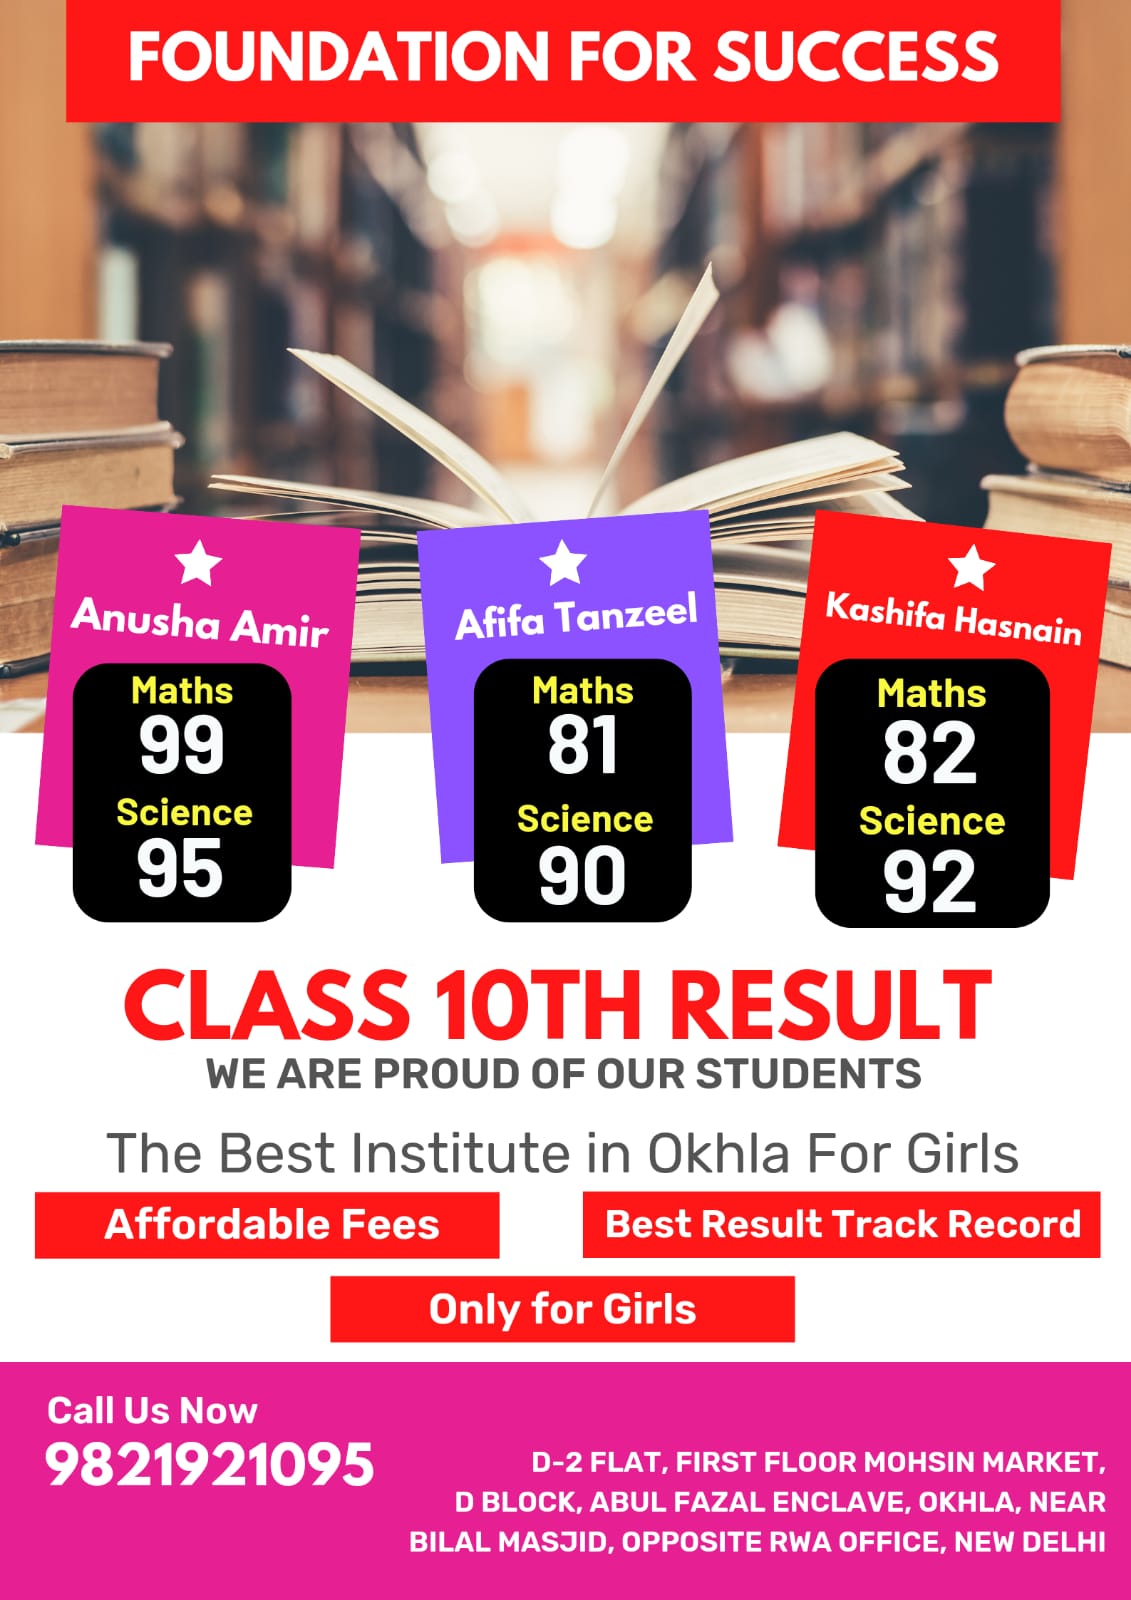 FOUNDATION FOR SUCCESS
Anusha Amir
Maths
99
Science
95
Afifa Tanzeel
Maths
81
Science
90
Kashifa Hasnain
Maths
82
Science
92
CLASS 10TH RESULT
WE ARE PROUD OF OUR STUDENTS
The Best Institute in Okhla For Girls
Affordable Fees
Best Result Track Record
Only for Girls
Call Us Now
9821921095
D-2 FLAT, FIRST FLOOR MOHSIN MARKET,
D BLOCK, ABUL FAZAL ENCLAVE, OKHLA, NEAR
BILAL MASJID, OPPOSITE RWA OFFICE, NEW DELHI